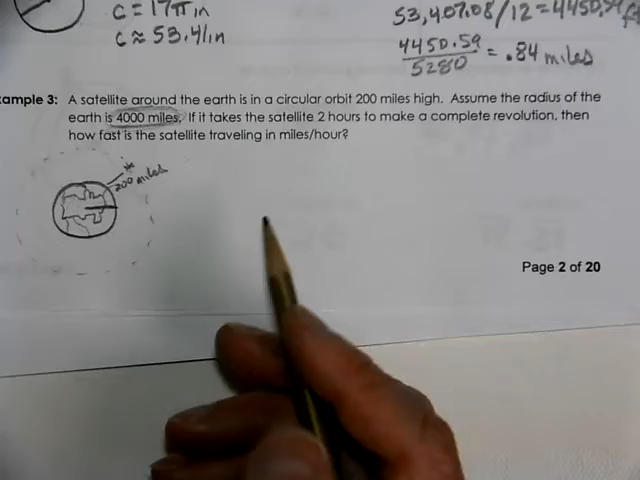 C = 17π in
C ≈ 53.41 in
53,407.08/12 = 4450.59 ft
4450.59
5280
= .84 miles
ample 3: A satellite around the earth is in a circular orbit 200 miles high. Assume the radius of the
earth is 4000 miles. If it takes the satellite 2 hours to make a complete revolution, then
how fast is the satellite traveling in miles/hour?
200 miles
Page 2 of 20